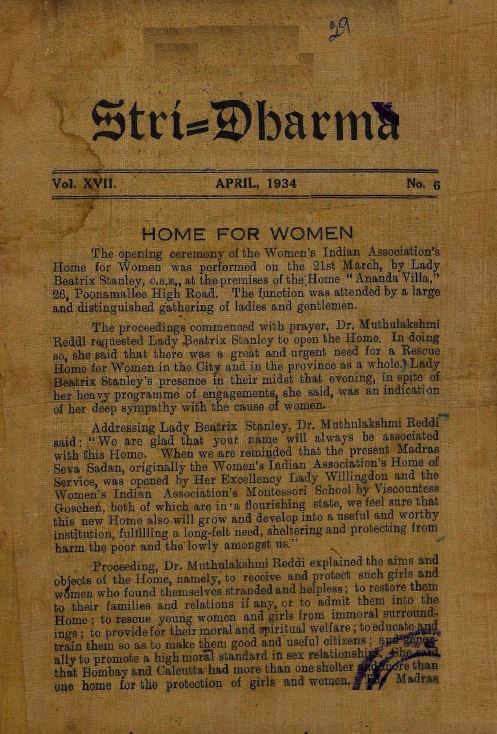 29
Stri=Dharma
Vol. XVII. APRIL, 1934 No. 6
HOME FOR WOMEN
The opening ceremony of the Women's Indian Association's
Home for Women was performed on the 21st March, by Lady
Beatrix Stanley, C.B.E., at the premises of the Home "Ananda Villa,"
26, Poonamallee High Road. The function was attended by a large
and distinguished gathering of ladies and gentlemen.
The proceedings commenced with prayer, Dr. Muthulakshmi
Reddi requested Lady Beatrix Stanley to open the Home. In doing
so, she said that there was a great and urgent need for a Rescue
Home for Women in the City and in the province as a whole. Lady
Beatrix Stanley's presence in their midst that evening, in spite of
her heavy programme of engagements, she said, was an indication
of her deep sympathy with the cause of women.
Addressing Lady Beatrix Stanley, Dr. Muthulakshmi Reddi
said: "We are glad that your name will always be associated
with this Home. When we are reminded that the present Madras
Seva Sadan, originally the Women's Indian Association's Home of
Service, was opened by Her Excellency Lady Willingdon and the
Women's Indian Association's Montessori School by Viscountess
Goschen, both of which are in a flourishing state, we feel sure that
this new Home also will grow and develop into a useful and worthy
institution, fulfilling a long-felt need, sheltering and protecting from
harm the poor and the lowly amongst us."
Proceeding, Dr. Muthulakshmi Reddi explained the aims and
objects of the Home, namely, to receive and protect such girls and
women who found themselves stranded and helpless; to restore them
to their families and relations if any, or to admit them into the
Home; to rescue young women and girls from immoral surround-
ings; to provide for their moral and spiritual welfare; to educate and
train them so as to make them good and useful citizens; and gener-
ally to promote a high moral standard in sex relationship. She said
that Bombay and Calcutta had more than one shelter and more than
one home for the protection of girls and women. The Madras